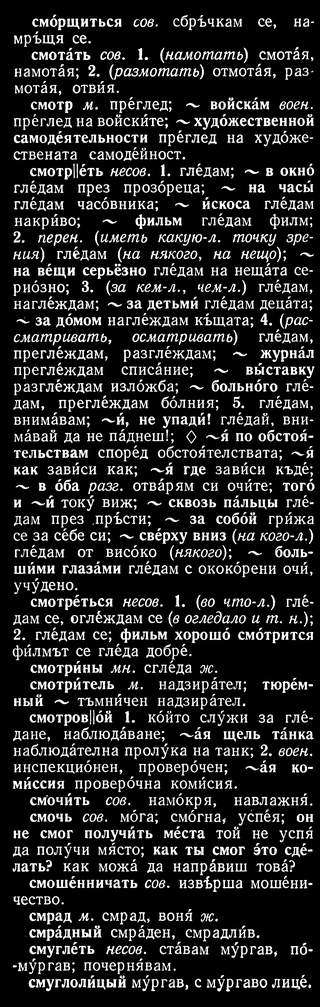 смо́рщиться сов. сбръ́чкам се, на-
мръ́щя се.
смота́ть сов. 1. (намотать) смота́я,
намота́я; 2. (размотать) отмота́я, раз-
мота́я, отви́я.
смотр м. пре́глед; ~ войска́м воен.
пре́глед на войски́те; ~ худо́жественной
самоде́ятельности пре́глед на худо́же-
ствената самоде́йност.
смотр||е́ть несов. 1. гле́дам; ~ в окно́
гле́дам през прозо́реца; ~ на часы́
гле́дам часо́вника; ~ и́скоса гле́дам
накри́во; ~ фильм гле́дам филм;
2. перен. (иметь какую-л. точку зре-
ния) гле́дам (на някого, на нещо); ~
на ве́щи серьёзно гле́дам на неща́та се-
рио́зно; 3. (за кем-л., чем-л.) гле́дам,
нагле́ждам; ~ за детьми́ гле́дам деца́та;
~ за до́мом нагле́ждам къ́щата; 4. (рас-
сматривать, осматривать) гле́дам,
прегле́ждам, разгле́ждам; ~ журна́л
прегле́ждам списа́ние; ~ вы́ставку
разгле́ждам изло́жба; ~ больно́го гле́-
дам, прегле́ждам бо́лния; 5. гле́дам,
внима́вам; ~и́, не упади́! гле́дай, вни-
ма́вай да не па́днеш!; ◊ ~я́ по обстоя́-
тельствам споре́д обстоя́телствата; ~я́
как зави́си как; ~я́ где зави́си къде́;
~ в о́ба разг. отва́рям си очи́те; того́
и ~и́ току́ виж; ~ сквозь па́льцы гле́-
дам през пръ́сти; ~ за собо́й гри́жа
се за се́бе си; ~ све́рху вниз (на кого-л.)
гле́дам от висо́ко (някого); ~ боль-
ши́ми глаза́ми гле́дам с ококо́рени очи́,
учу́дено.
смотре́ться несов. 1. (во что-л.) гле́-
дам се, огле́ждам се (в огледало и т. н.);
2. гле́дам се; фильм хорошо́ смо́трится
фи́лмът се гле́да добре́.
смотри́ны мн. сгле́да ж.
смотри́тель м. надзира́тел; тюре́м-
ный ~ тъмни́чен надзира́тел.
смотров||о́й 1. ко́йто слу́жи за гле́-
дане, наблюда́ване; ~а́я щель та́нка
наблюда́телна пролу́ка на танк; 2. воен.
инспекцио́нен, прове́рочен; ~а́я ко-
ми́ссия прове́рочна коми́сия.
смочи́ть сов. намо́кря, навлажня́.
смочь сов. мо́га; смо́гна, успе́я; он
не смог получи́ть ме́ста той не успя́
да полу́чи мя́сто; как ты смог э́то сде́-
лать? как можа́ да напра́виш това́?
смоше́нничать сов. извъ́рша моше́ни-
чество.
смрад м. смрад, воня́ ж.
смра́дный смра́ден, смрадли́в.
смугле́ть несов. ста́вам му́ргав, по́-
-му́ргав; почерня́вам.
смуглоли́цый му́ргав, с му́ргаво лице́.